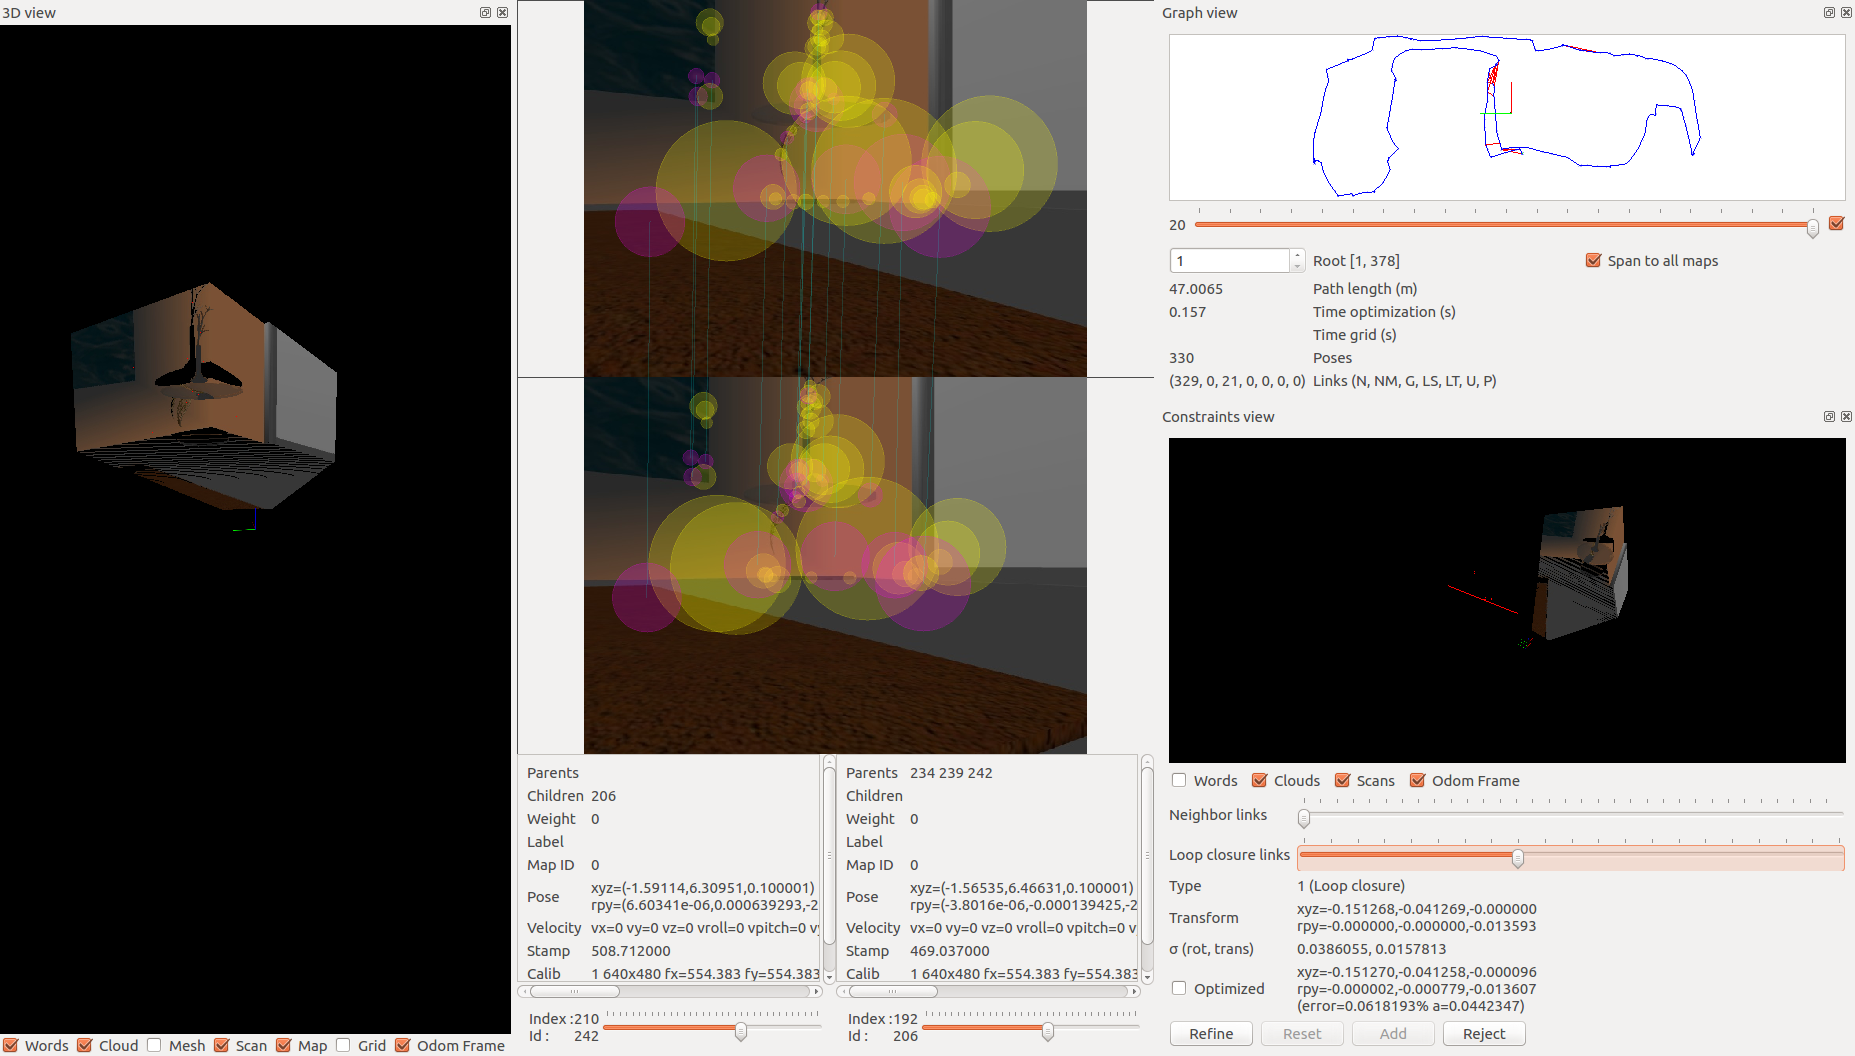 3D view
Words Cloud Mesh Scan Map Grid Odom Frame
Parents
Children 206
Weight 0
Label
Map ID 0
Pose xyz=(-1.59114,6.30951,0.100001)
rpy=(6.60341e-06,0.000639293,-2
Velocity vx=0 vy=0 vz=0 vroll=0 vpitch=0 vy
Stamp 508.712000
Calib 1 640x480 fx=554.383 fy=554.383
Index :210
Id : 242
Parents 234 239 242
Children
Weight 0
Label
Map ID 0
Pose xyz=(-1.56535,6.46631,0.100001)
rpy=(-3.8016e-06,-0.000139425,-2
Velocity vx=0 vy=0 vz=0 vroll=0 vpitch=0 v
Stamp 469.037000
Calib 1 640x480 fx=554.383 fy=554.383
Index :192
Id : 206
Graph view
20
1 Root [1, 378] Span to all maps
47.0065 Path length (m)
0.157 Time optimization (s)
Time grid (s)
330 Poses
(329, 0, 21, 0, 0, 0, 0) Links (N, NM, G, LS, LT, U, P)
Constraints view
Words Clouds Scans Odom Frame
Neighbor links
Loop closure links
Type 1 (Loop closure)
Transform xyz=-0.151268,-0.041269,-0.000000
rpy=-0.000000,-0.000000,-0.013593
σ (rot, trans) 0.0386055, 0.0157813
Optimized xyz=-0.151270,-0.041258,-0.000096
rpy=-0.000002,-0.000779,-0.013607
(error=0.0618193% a=0.0442347)
Refine Reset Add Reject